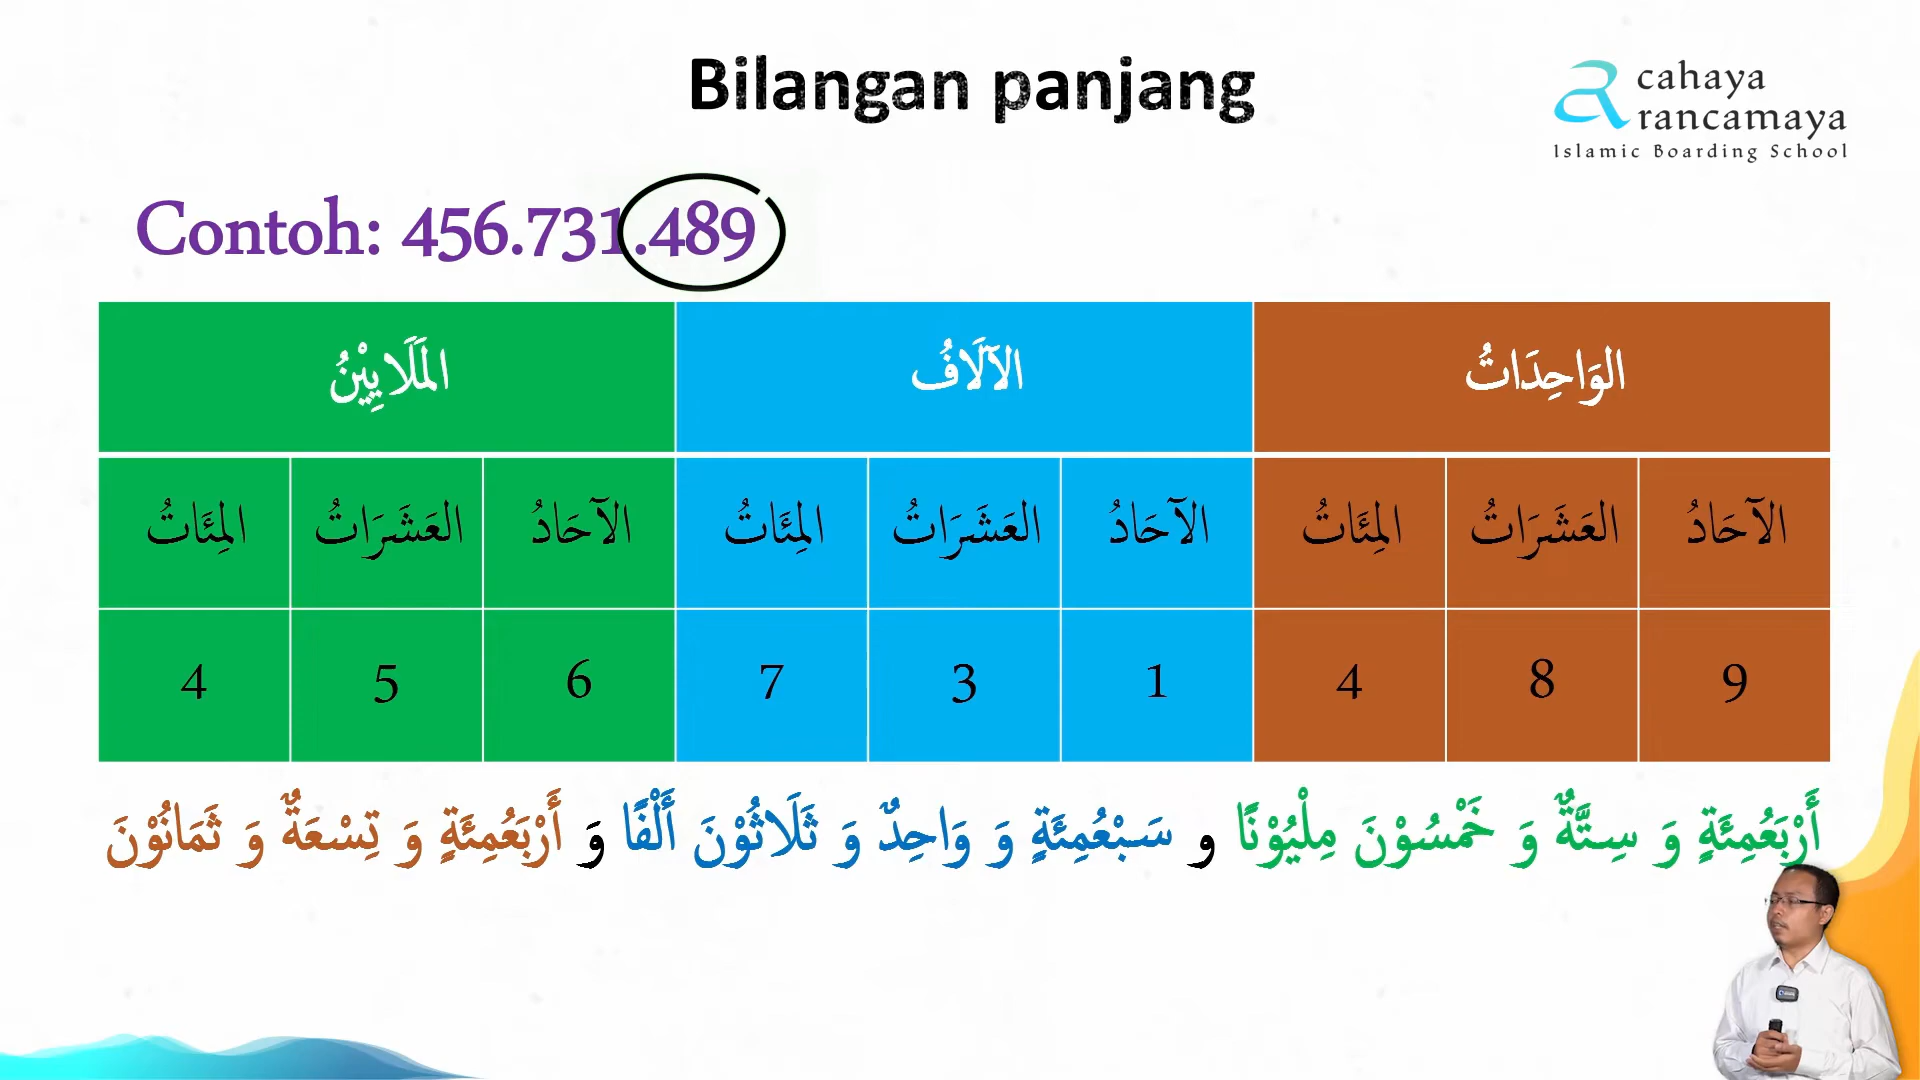 Bilangan panjang
cahaya
rancamaya
Islamic Boarding School
Contoh: 456.731.489
الوَاحِدَاتُ الآلَافُ المَلَايِيْنُ
الآحَادُ العَشَرَاتُ المِئَاتُ الآحَادُ العَشَرَاتُ المِئَاتُ الآحَادُ العَشَرَاتُ المِئَاتُ
4 5 6 7 3 1 4 8 9
أَرْبَعُمِئَةٍ وَ سِتَّةٌ وَ خَمْسُوْنَ مِلْيُوْنًا و سَبْعُمِئَةٍ وَ وَاحِدٌ وَ ثَلَاثُوْنَ أَلْفًا وَ أَرْبَعُمِئَةٍ وَ تِسْعَةٌ وَ ثَمَانُوْنَ